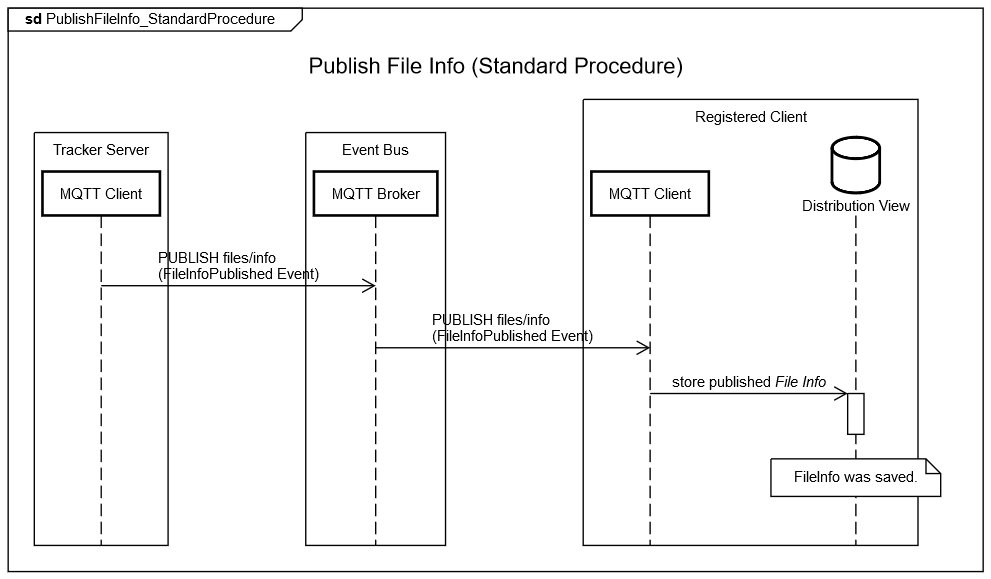 sd PublishFileInfo_StandardProcedure
Publish File Info (Standard Procedure)
Registered Client
Tracker Server
Event Bus
MQTT Client
MQTT Broker
MQTT Client
Distribution View
PUBLISH files/info
(FileInfoPublished Event)
PUBLISH files/info
(FileInfoPublished Event)
store published File Info
FileInfo was saved.